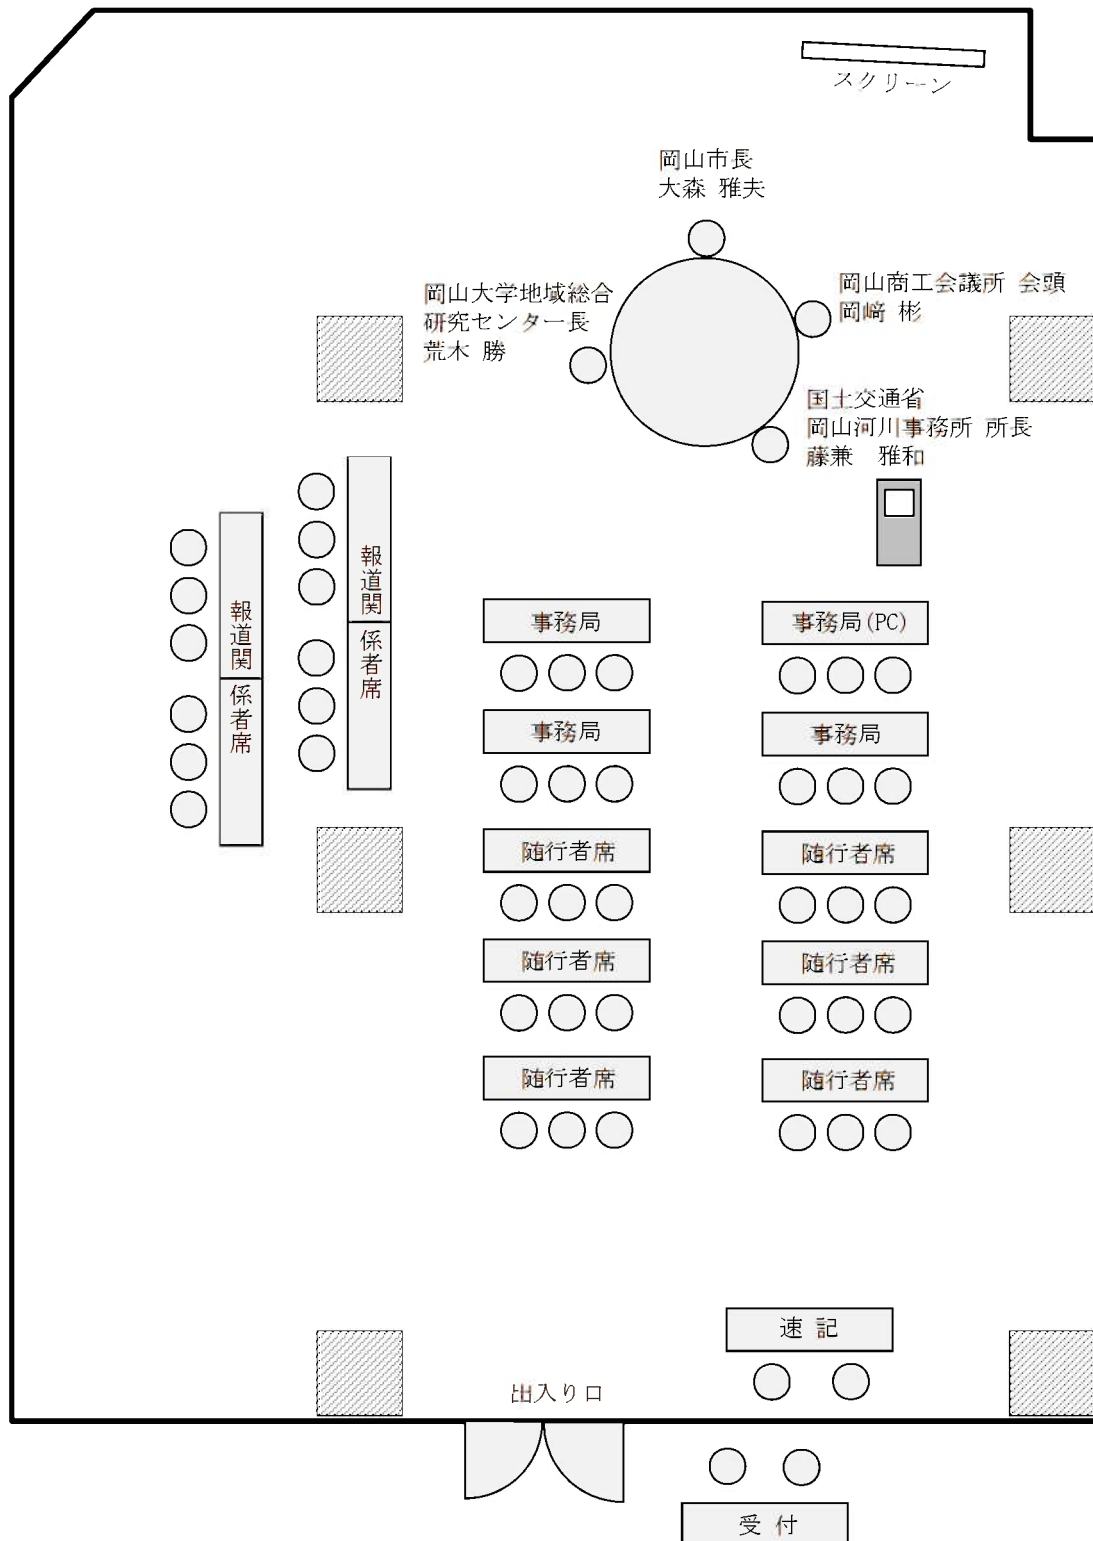 スクリーン
岡山市長
大森 雅夫
岡山商工会議所 会頭
岡﨑 彬
岡山大学地域総合
研究センター長
荒木 勝
国土交通省
岡山河川事務所 所長
藤兼 雅和
報道関係者席
報道関係者席
事務局
事務局(PC)
事務局
事務局
随行者席
随行者席
随行者席
随行者席
随行者席
随行者席
速 記
出入り口
受 付